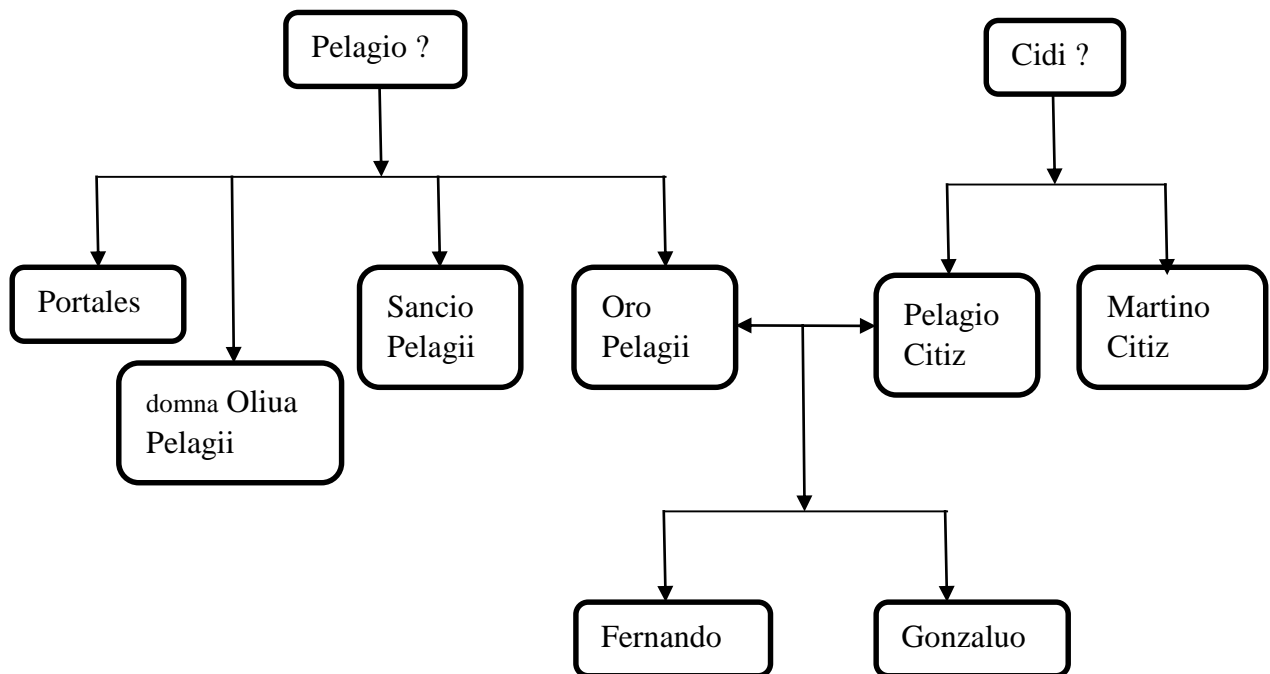 Pelagio ?
Cidi ?
Portales
Sancio
Pelagii
Oro
Pelagii
Pelagio
Citiz
Martino
Citiz
domna Oliua
Pelagii
Fernando
Gonzaluo